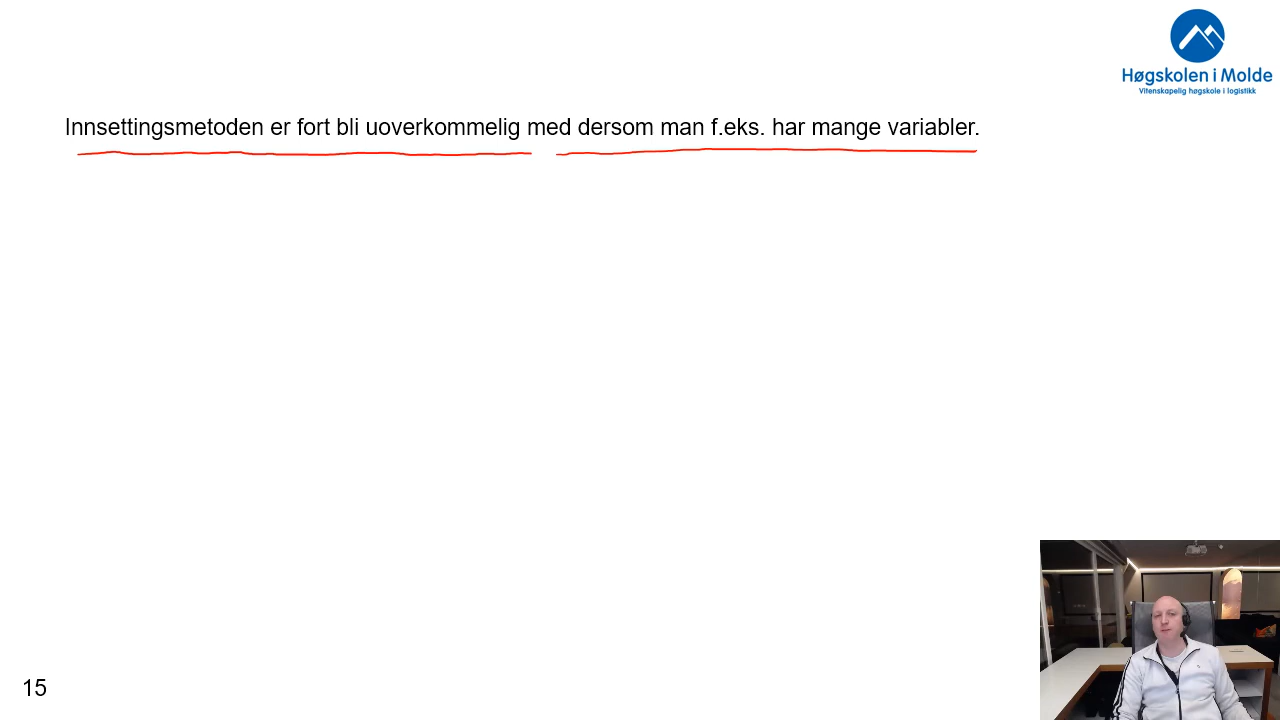 Høgskolen i Molde
Vitenskapelig høgskole i logistikk
Innsettingsmetoden er fort bli uoverkommelig med dersom man f.eks. har mange variabler.
15